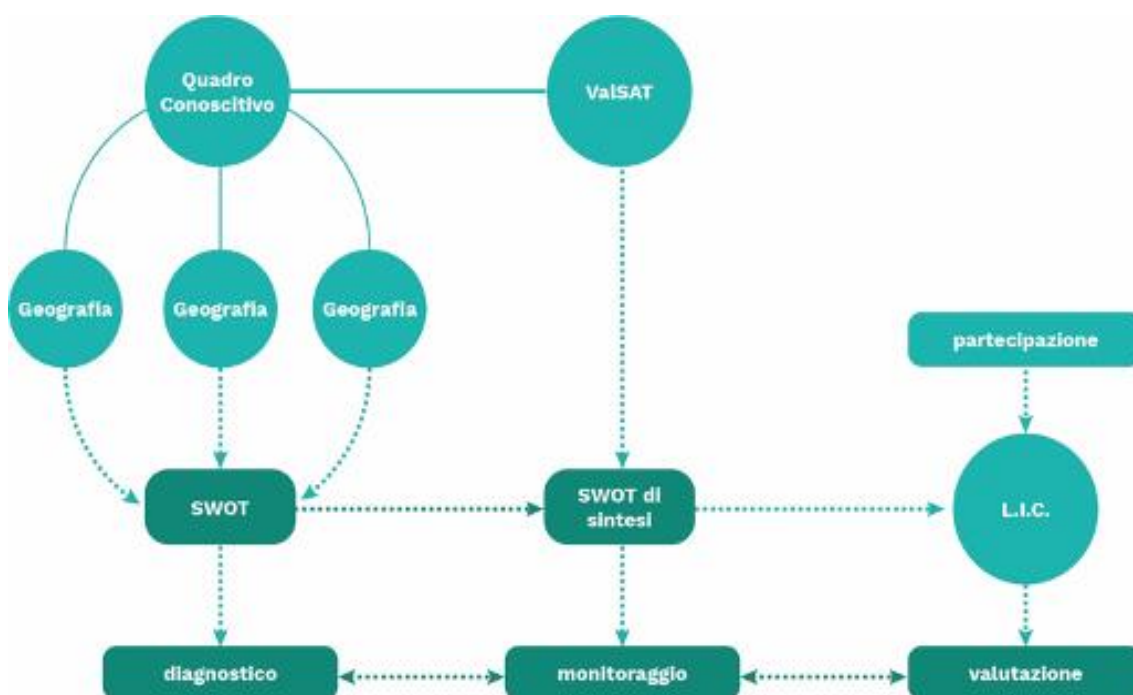 Quadro
Conoscitivo
ValSAT
Geografia
Geografia
Geografia
partecipazione
SWOT
SWOT di
sintesi
L.I.C.
diagnostico
monitoraggio
valutazione